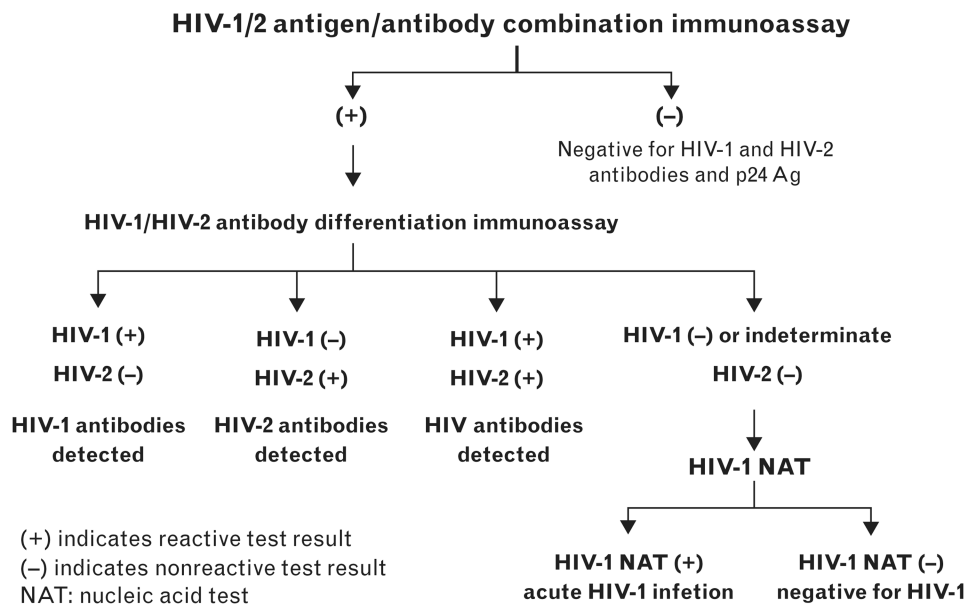 HIV-1/2 antigen/antibody combination immunoassay
(+)
(–)
Negative for HIV-1 and HIV-2
antibodies and p24 Ag
HIV-1/HIV-2 antibody differentiation immunoassay
HIV-1 (+)
HIV-2 (–)
HIV-1 antibodies
detected
HIV-1 (–)
HIV-2 (+)
HIV-2 antibodies
detected
HIV-1 (+)
HIV-2 (+)
HIV antibodies
detected
HIV-1 (–) or indeterminate
HIV-2 (–)
HIV-1 NAT
HIV-1 NAT (+)
acute HIV-1 infetion
HIV-1 NAT (–)
negative for HIV-1
(+) indicates reactive test result
(–) indicates nonreactive test result
NAT: nucleic acid test